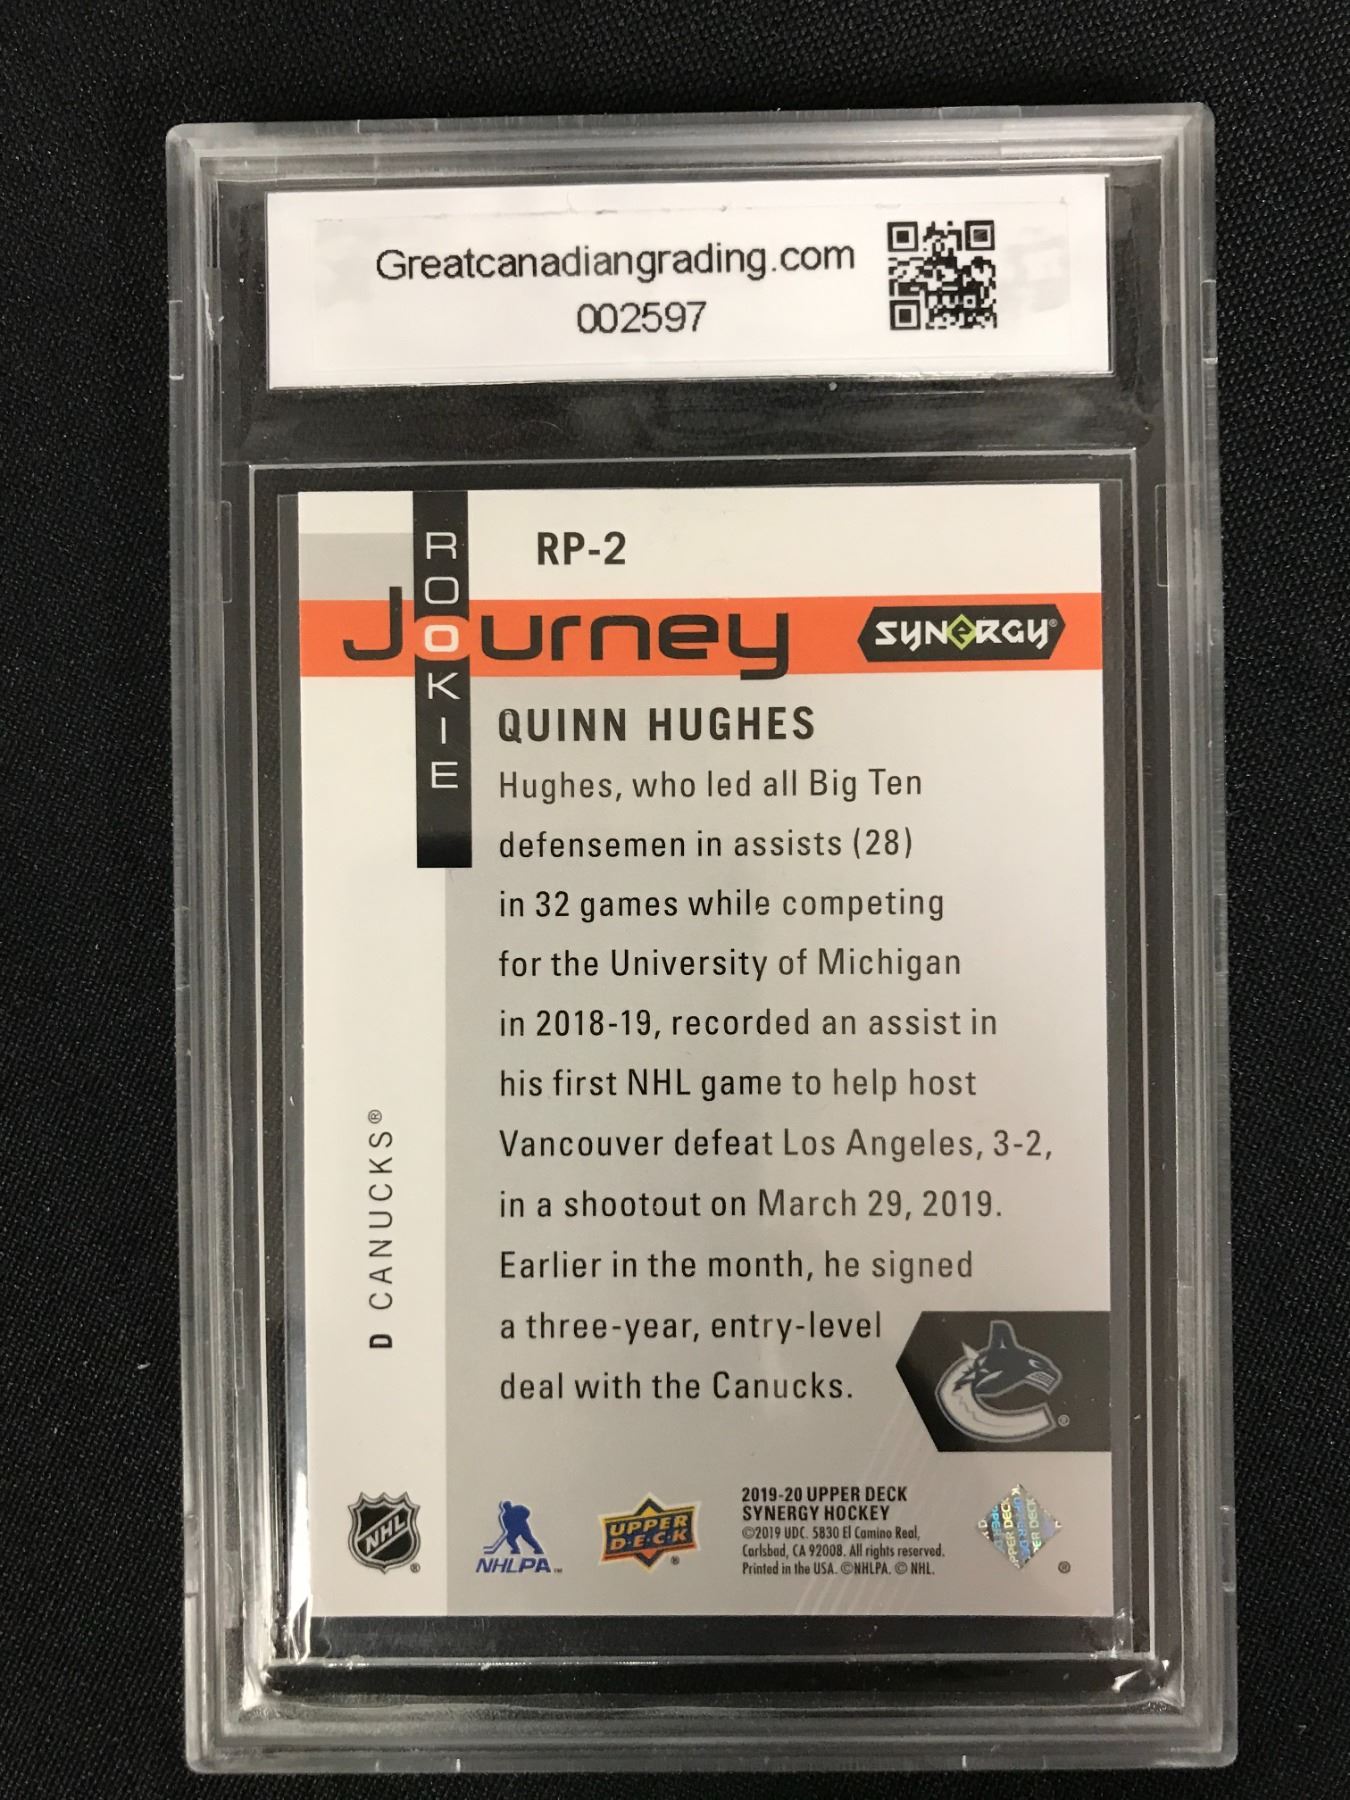 Greatcanadiangrading.com
002597
RP-2
ROOKIE
Journey
SYNERGY®
QUINN HUGHES
Hughes, who led all Big Ten
defensemen in assists (28)
in 32 games while competing
for the University of Michigan
in 2018-19, recorded an assist in
his first NHL game to help host
Vancouver defeat Los Angeles, 3-2,
in a shootout on March 29, 2019.
Earlier in the month, he signed
a three-year, entry-level
deal with the Canucks.
D CANUCKS®
®
NHL ®
NHLPA™
UPPER
DECK ®
2019-20 UPPER DECK
SYNERGY HOCKEY
©2019 UDC. 5830 El Camino Real,
Carlsbad, CA 92008. All rights reserved.
Printed in the USA. ©NHLPA. © NHL.
UPPER DECK
®